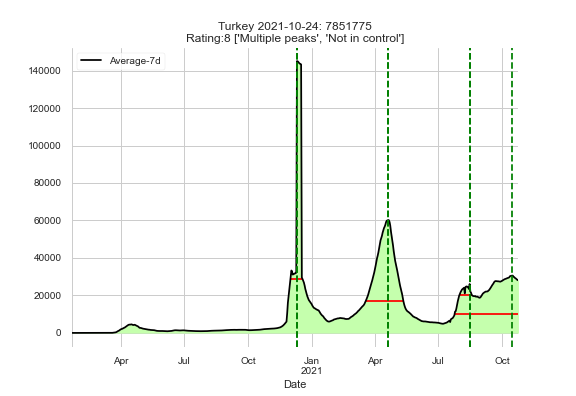 Turkey 2021-10-24: 7851775
Rating:8 ['Multiple peaks', 'Not in control']
Average-7d
140000
120000
100000
80000
60000
40000
20000
0
Apr Jul Oct Jan Apr Jul Oct
2021
Date